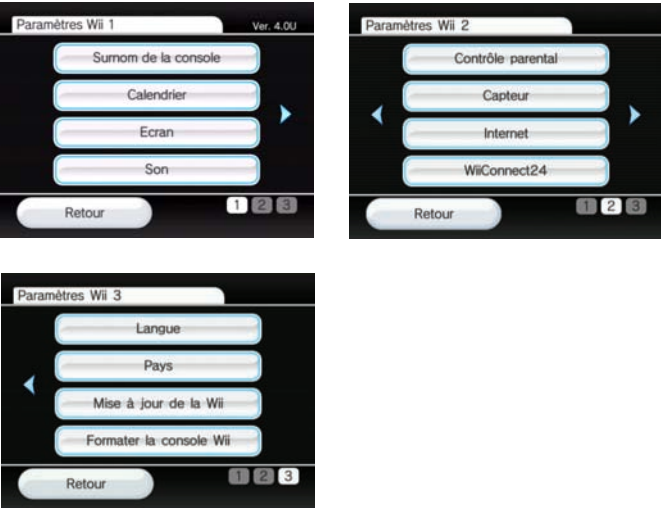 Paramètres Wii 1
Ver. 4.0U
Surnom de la console
Calendrier
Ecran
Son
Retour
1 2 3
Paramètres Wii 2
Contrôle parental
Capteur
Internet
WiiConnect24
Retour
1 2 3
Paramètres Wii 3
Langue
Pays
Mise à jour de la Wii
Formater la console Wii
Retour
1 2 3